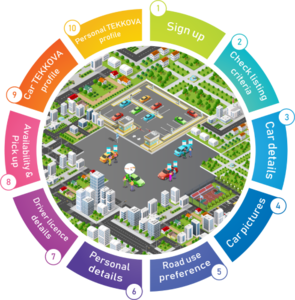 1
Sign up
2
Check listing
criteria
3
Car details
4
Car pictures
5
Road use
preference
6
Personal
details
7
Driver licence
details
8
Availability &
Pick up
9
Car TEKKOVA
profile
10
Personal TEKKOVA
profile